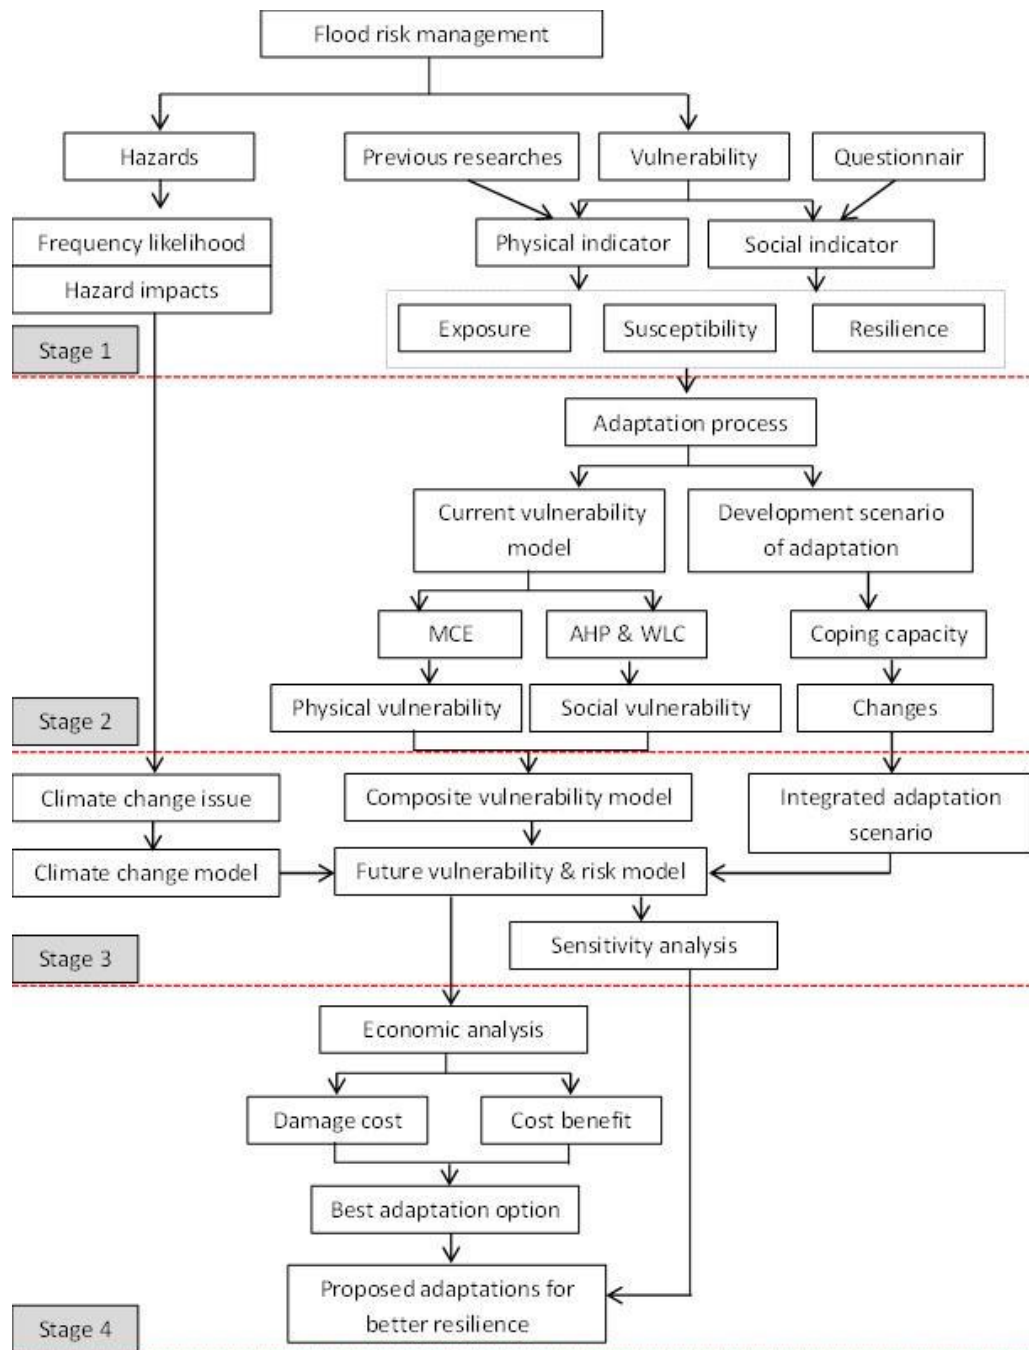 Flood risk management
Hazards
Previous researches
Vulnerability
Questionnair
Frequency likelihood
Hazard impacts
Physical indicator
Social indicator
Exposure
Susceptibility
Resilience
Stage 1
Adaptation process
Current vulnerability
model
Development scenario
of adaptation
MCE
AHP & WLC
Coping capacity
Physical vulnerability
Social vulnerability
Changes
Stage 2
Climate change issue
Composite vulnerability model
Integrated adaptation
scenario
Climate change model
Future vulnerability & risk model
Sensitivity analysis
Stage 3
Economic analysis
Damage cost
Cost benefit
Best adaptation option
Proposed adaptations for
better resilience
Stage 4